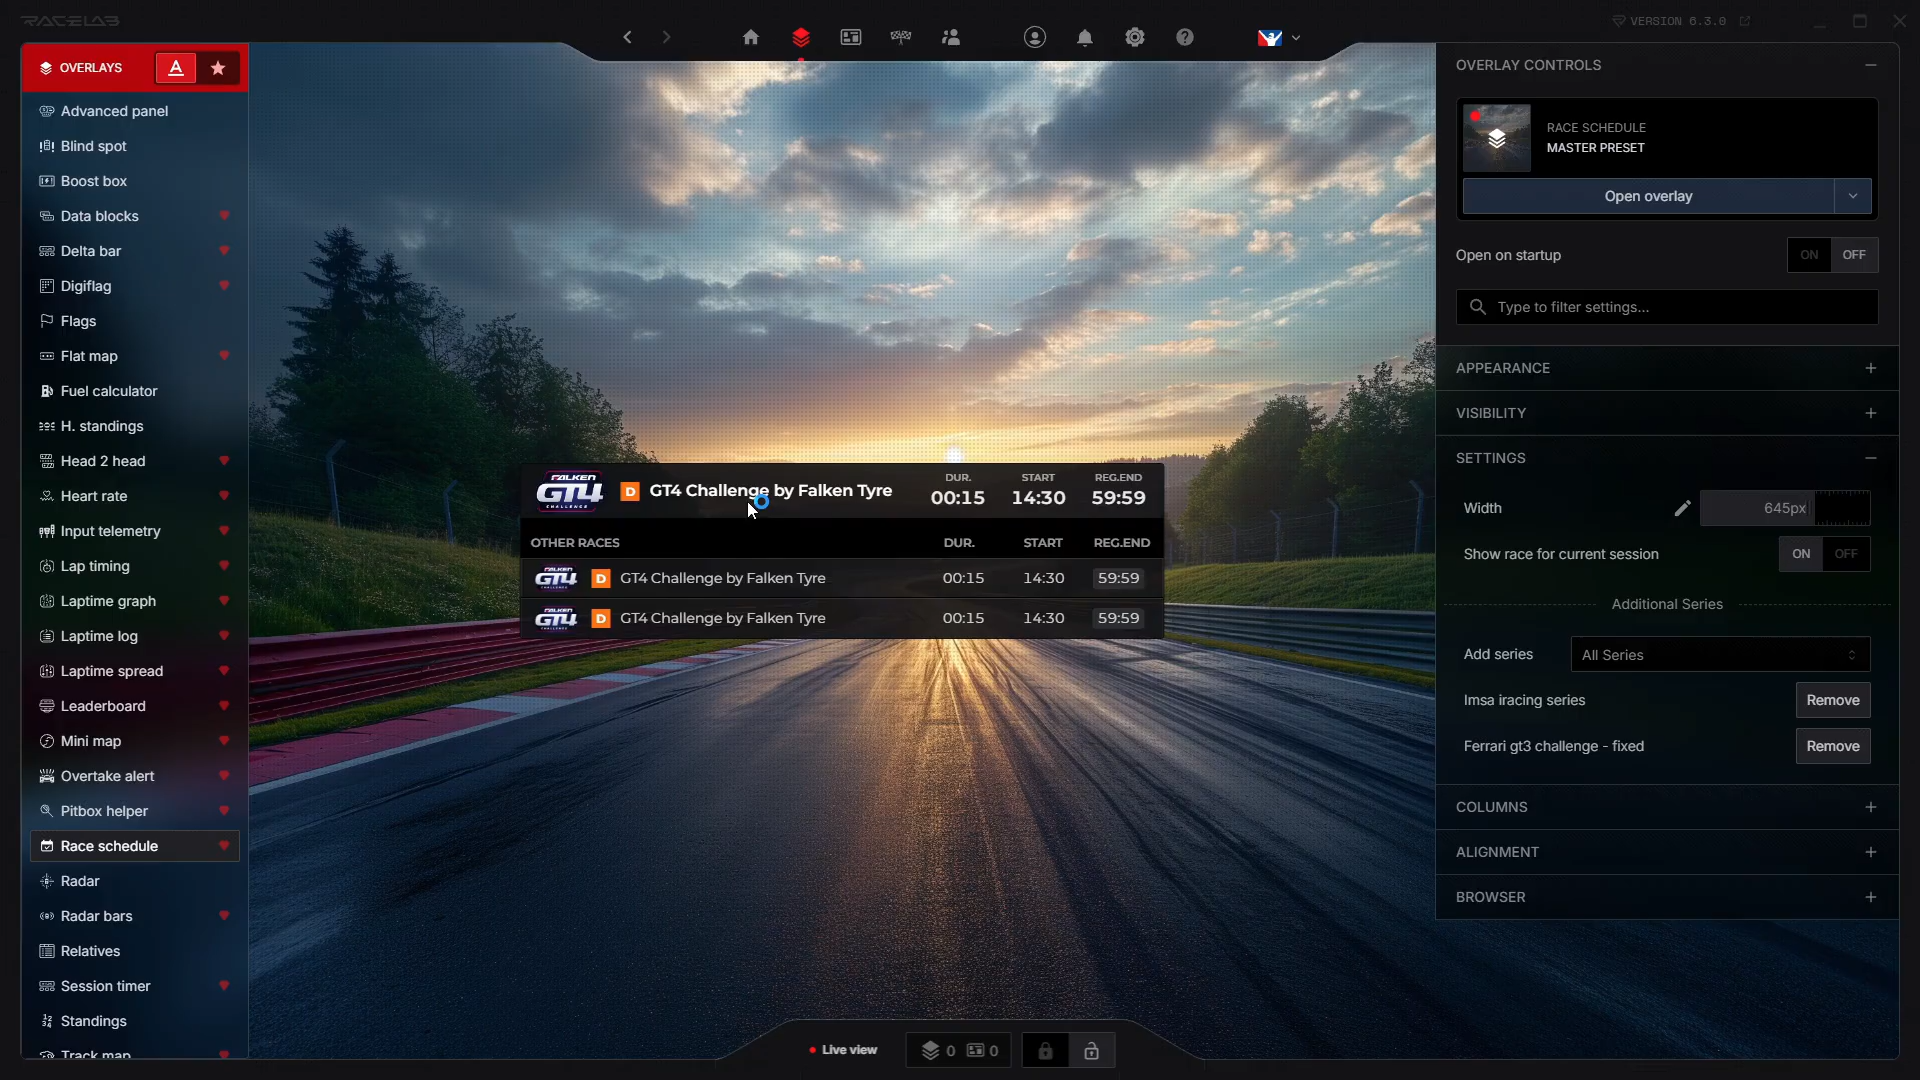 RACELAB
VERSION 6.3.0
OVERLAYS
A
Advanced panel
Blind spot
Boost box
Data blocks
Delta bar
Digiflag
Flags
Flat map
Fuel calculator
H. standings
Head 2 head
Heart rate
Input telemetry
Lap timing
Laptime graph
Laptime log
Laptime spread
Leaderboard
Mini map
Overtake alert
Pitbox helper
Race schedule
Radar
Radar bars
Relatives
Session timer
Standings
Track map
FALKEN GT4 CHALLENGE
D GT4 Challenge by Falken Tyre
DUR. START REG.END
00:15 14:30 59:59
OTHER RACES DUR. START REG.END
FALKEN GT4 CHALLENGE D GT4 Challenge by Falken Tyre 00:15 14:30 59:59
FALKEN GT4 CHALLENGE D GT4 Challenge by Falken Tyre 00:15 14:30 59:59
Live view 0 0
OVERLAY CONTROLS
RACE SCHEDULE
MASTER PRESET
Open overlay
Open on startup ON OFF
Type to filter settings...
APPEARANCE
VISIBILITY
SETTINGS
Width 645px
Show race for current session ON OFF
Additional Series
Add series All Series
Imsa iracing series Remove
Ferrari gt3 challenge - fixed Remove
COLUMNS
ALIGNMENT
BROWSER